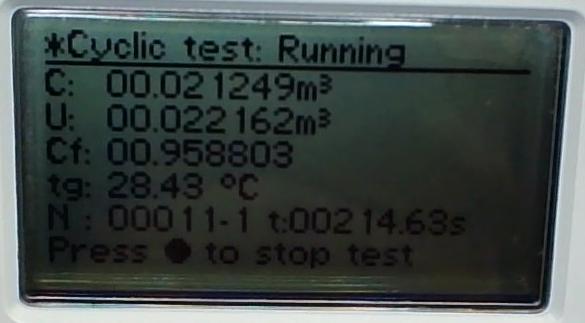 *Cyclic test: Running
C: 00.021249m³
U: 00.022162m³
Cf: 00.958803
tg: 28.43 °C
N : 00011-1 t:00214.63s
Press ● to stop test